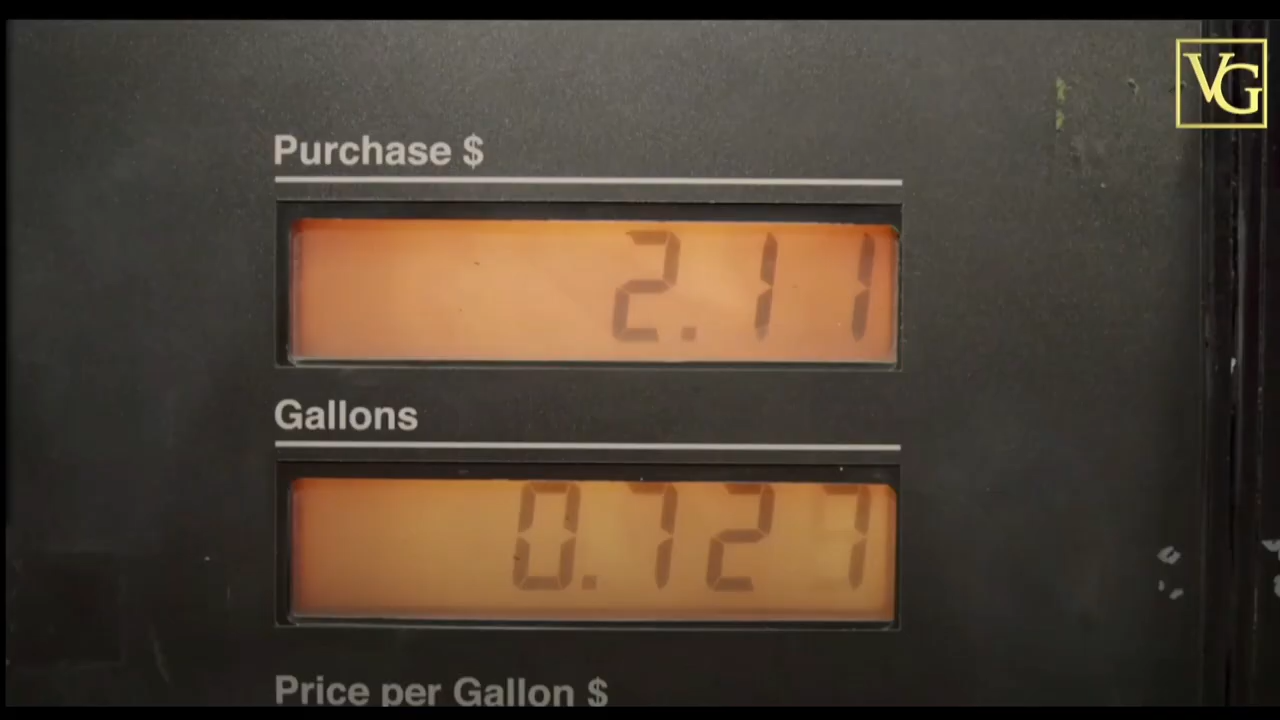 VG
Purchase $
2.11
Gallons
0.727
Price per Gallon $